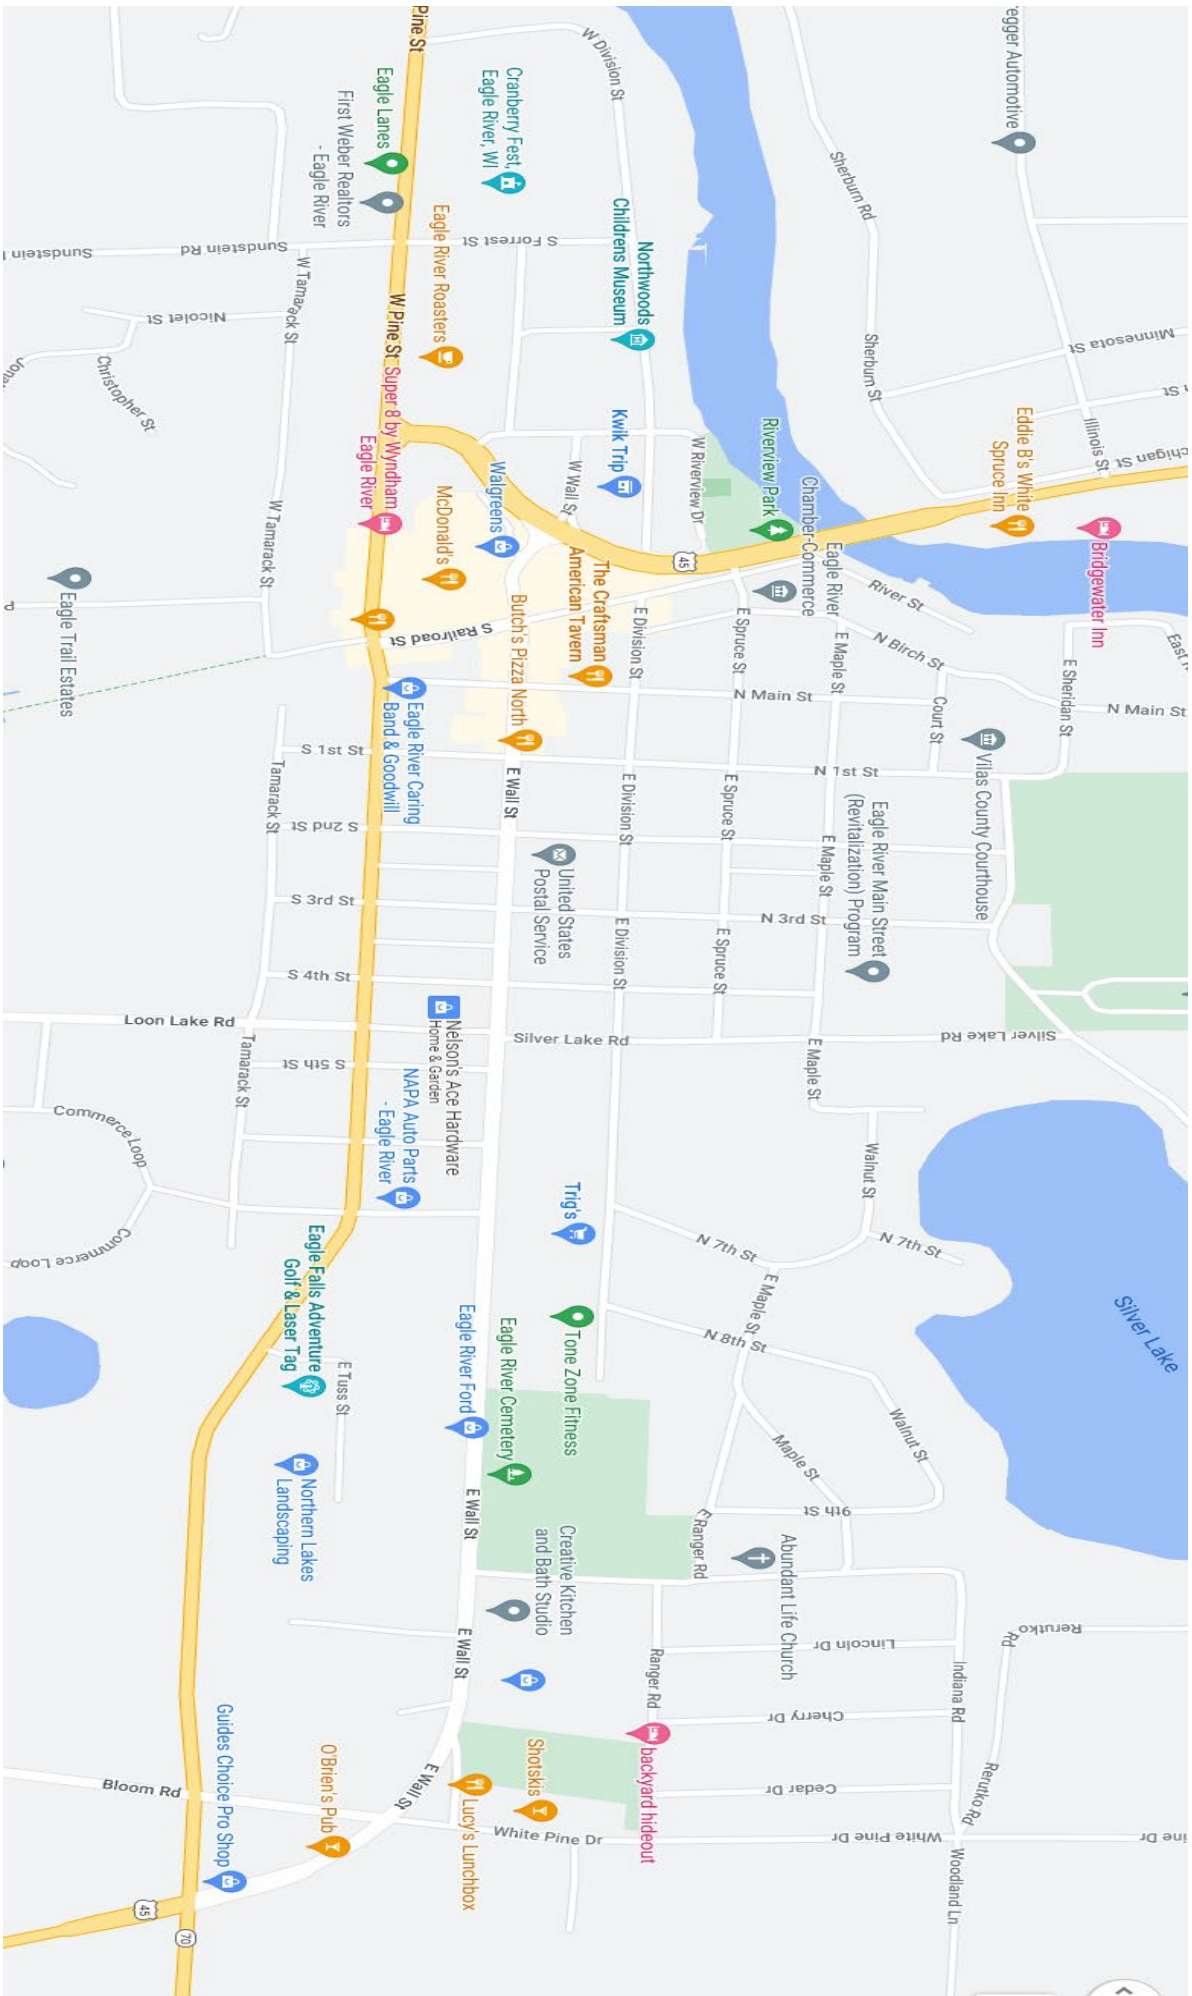 egger Automotive
Minnesota St
Illinois St
chigan St
Eddie B's White
Spruce Inn
Bridgewater Inn
E Sheridan St
N Main St
Silver Lake
Rerutko
Rd
Rerutko Rd
Woodland Ln
Indiana Rd
Sherburn Rd
Sherburn St
River St
N Birch St
Court St
Vilas County Courthouse
Silver Lake Rd
Walnut St
N 7th St
Walnut St
Eagle River
Chamber-Commerce
E Maple St
N Main St
N 1st St
Eagle River Main Street
(Revitalization) Program
E Maple St
N 3rd St
E Maple St
E Maple St
N 7th St
N 8th St
Maple St
9th St
Abundant Life Church
Lincoln Dr
Cherry Dr
Cedar Dr
White Pine Dr
ine Dr
Riverview Park
W Riverview Dr
45
E Spruce St
E Spruce St
E Spruce St
E Ranger Rd
Ranger Rd
backyard hideout
W Division St
Northwoods
Childrens Museum
Kwik Trip
E Division St
E Division St
E Division St
The Craftsman
American Tavern
W Wall St
United States
Postal Service
Silver Lake Rd
Trig's
Tone Zone Fitness
Creative Kitchen
and Bath Studio
Shotskis
White Pine Dr
Cranberry Fest,
Eagle River, WI
S Forrest St
Walgreens
Butch's Pizza North
E Wall St
Eagle River Cemetery
Eagle River Ford
E Wall St
E Wall St
E Wall St
Lucy's Lunchbox
Eagle River Roasters
McDonald's
S Railroad St
Nelson's Ace Hardware
Home & Garden
NAPA Auto Parts
- Eagle River
Pine St
Eagle Lanes
First Weber Realtors
- Eagle River
W Pine St
Super 8 by Wyndham
Eagle River
Eagle River Caring
Band & Goodwill
S 1st St
S 2nd St
S 3rd St
S 4th St
S 5th St
Eagle Falls Adventure
Golf & Laser Tag
E Tuss St
Northern Lakes
Landscaping
O'Brien's Pub
Guides Choice Pro Shop
W Tamarack St
W Tamarack St
Tamarack St
Tamarack St
Loon Lake Rd
Sundstein Rd
Sundstein
Nicolet St
Christopher St
Eagle Trail Estates
Commerce Loop
Commerce Loop
Bloom Rd
45
70